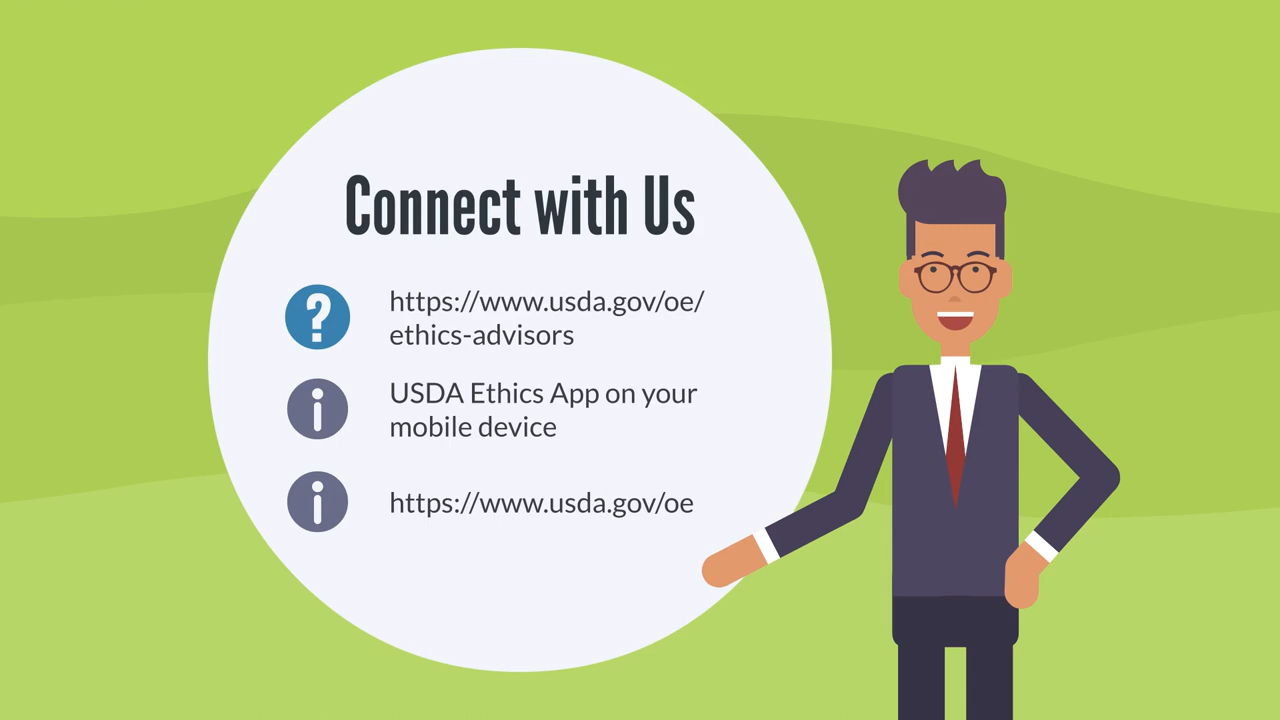 Connect with Us
https://www.usda.gov/oe/
ethics-advisors
USDA Ethics App on your
mobile device
https://www.usda.gov/oe